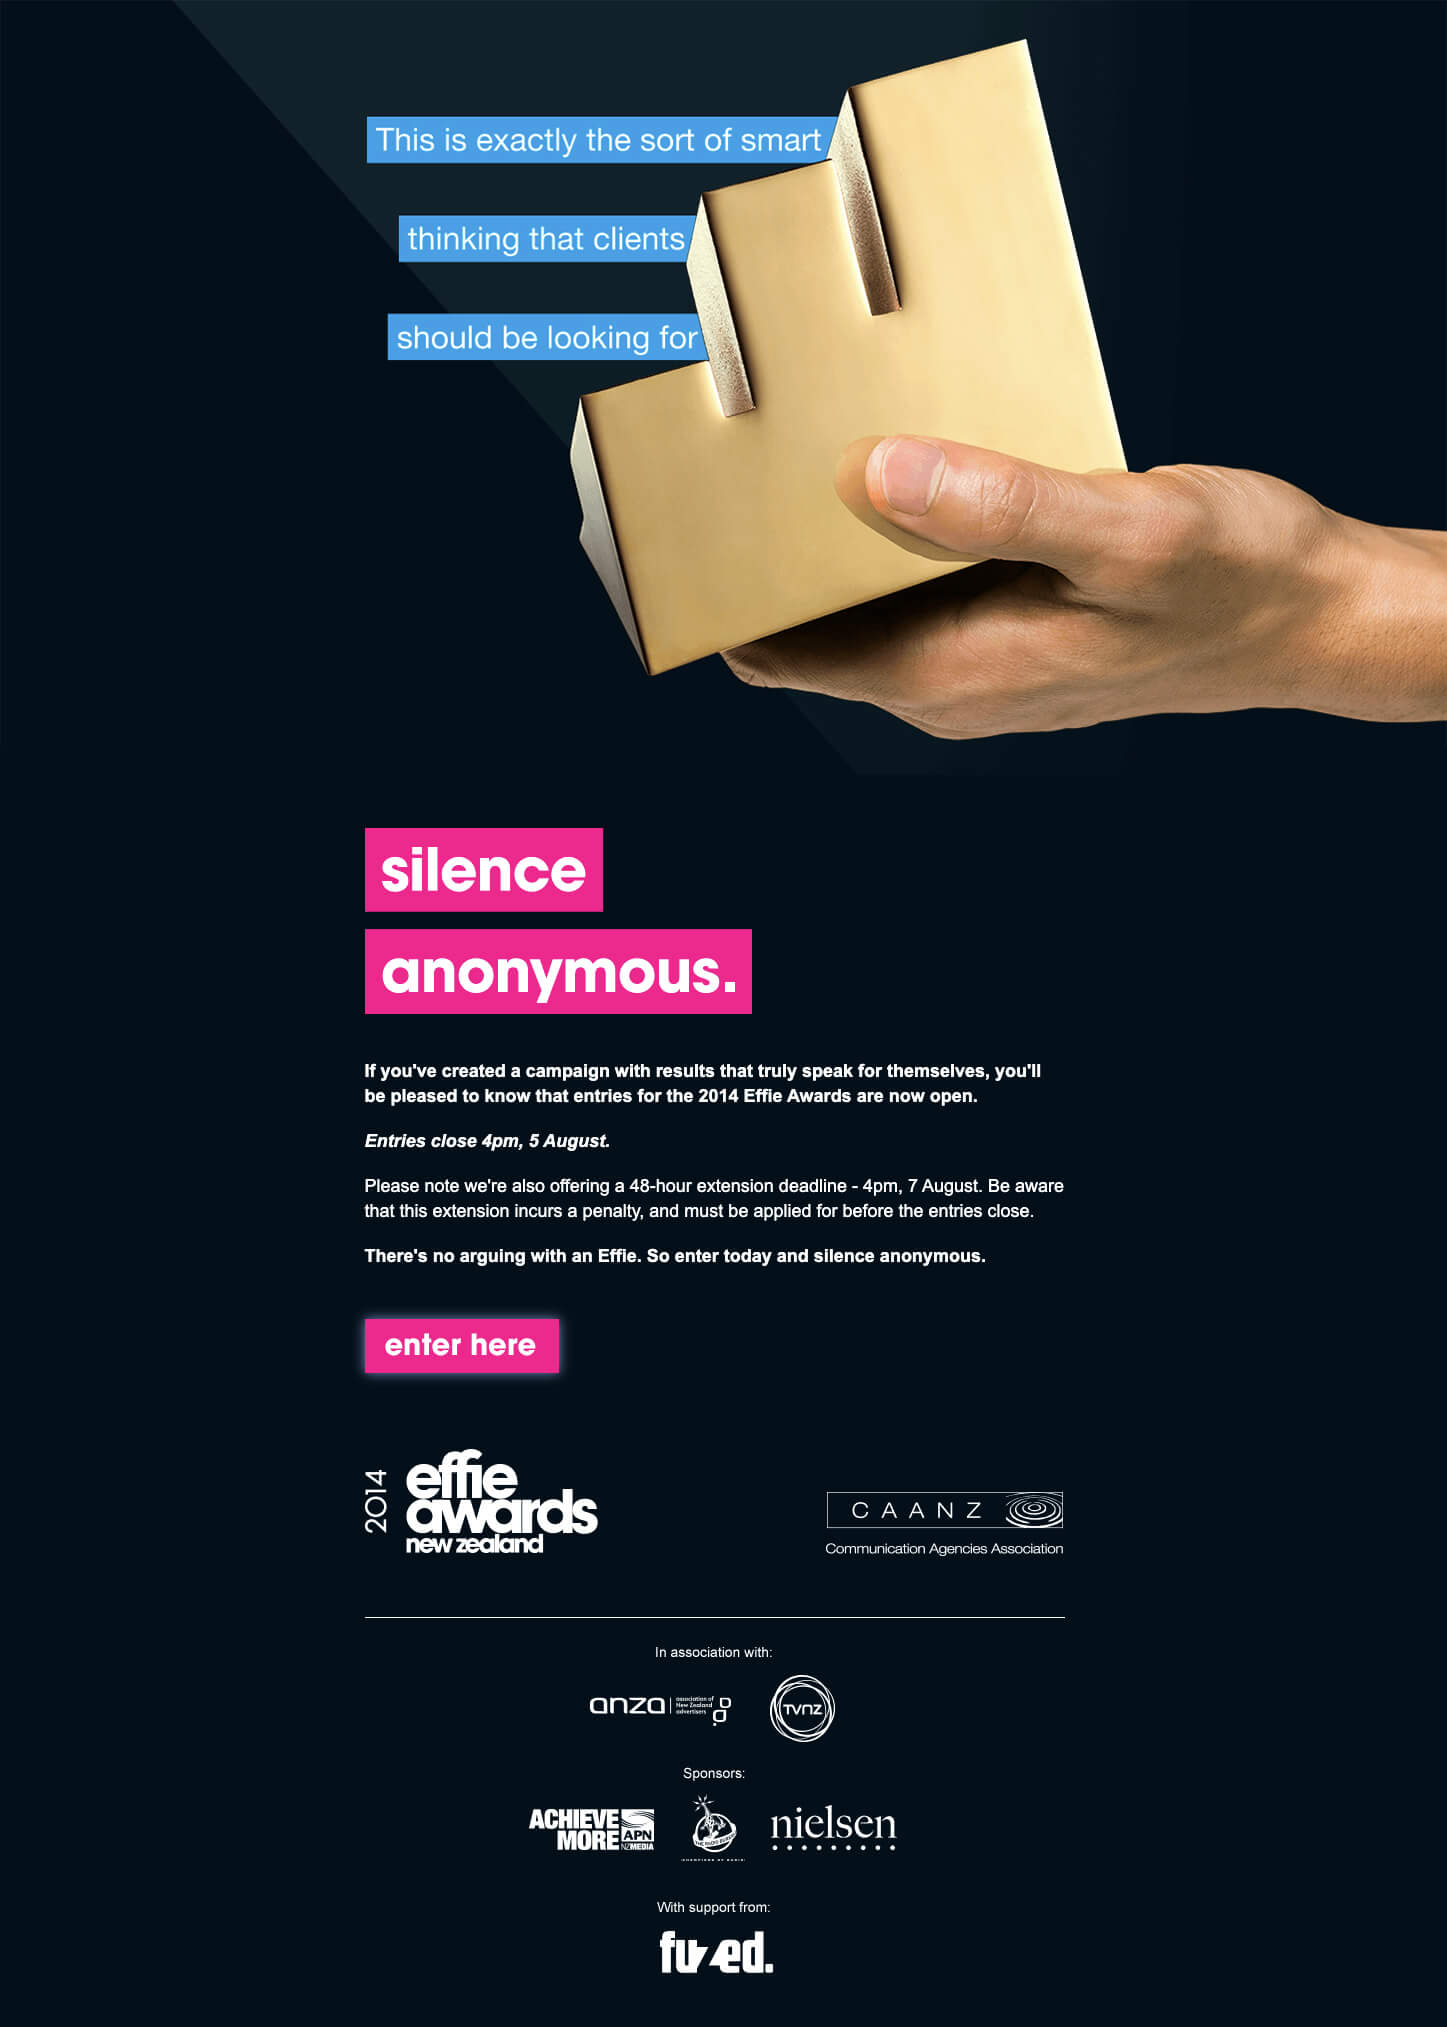 This is exactly the sort of smart
thinking that clients
should be looking for
silence
anonymous.
If you've created a campaign with results that truly speak for themselves, you'll
be pleased to know that entries for the 2014 Effie Awards are now open.
Entries close 4pm, 5 August.
Please note we're also offering a 48-hour extension deadline - 4pm, 7 August. Be aware
that this extension incurs a penalty, and must be applied for before the entries close.
There's no arguing with an Effie. So enter today and silence anonymous.
enter here
2014
effie
awards
new zealand
CAANZ
Communication Agencies Association
In association with:
anza
association of
New Zealand
advertisers
TVNZ
Sponsors:
ACHIEVE
MORE
APN
NZ MEDIA
nielsen
With support from:
fuzed.